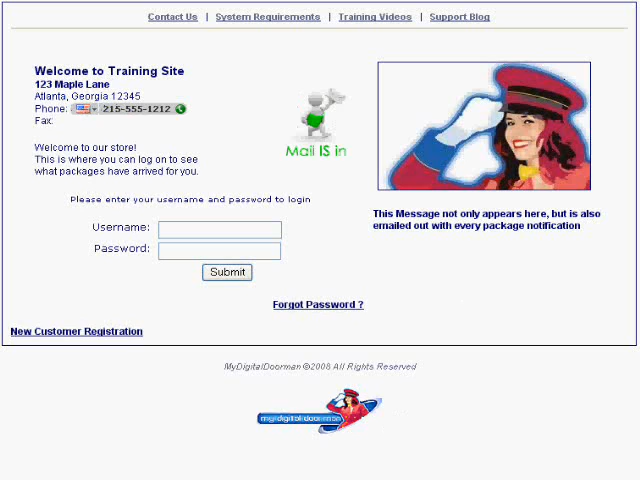 Contact Us | System Requirements | Training Videos | Support Blog
Welcome to Training Site
123 Maple Lane
Atlanta, Georgia 12345
Phone: 215-555-1212
Fax:
Welcome to our store!
This is where you can log on to see
what packages have arrived for you.
Mail IS in
Please enter your username and password to login
Username:
Password:
Submit
This Message not only appears here, but is also
emailed out with every package notification
Forgot Password ?
New Customer Registration
MyDigitalDoorman ©2008 All Rights Reserved
my digital doorman